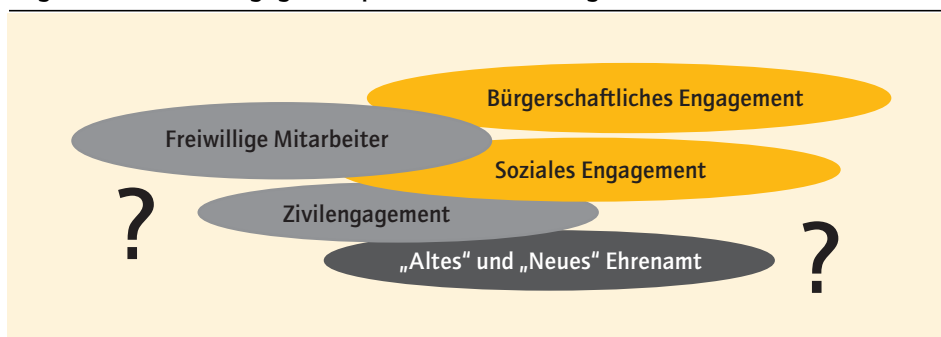 Bürgerschaftliches Engagement
Freiwillige Mitarbeiter
Soziales Engagement
?
Zivilengagement
?
„Altes“ und „Neues“ Ehrenamt